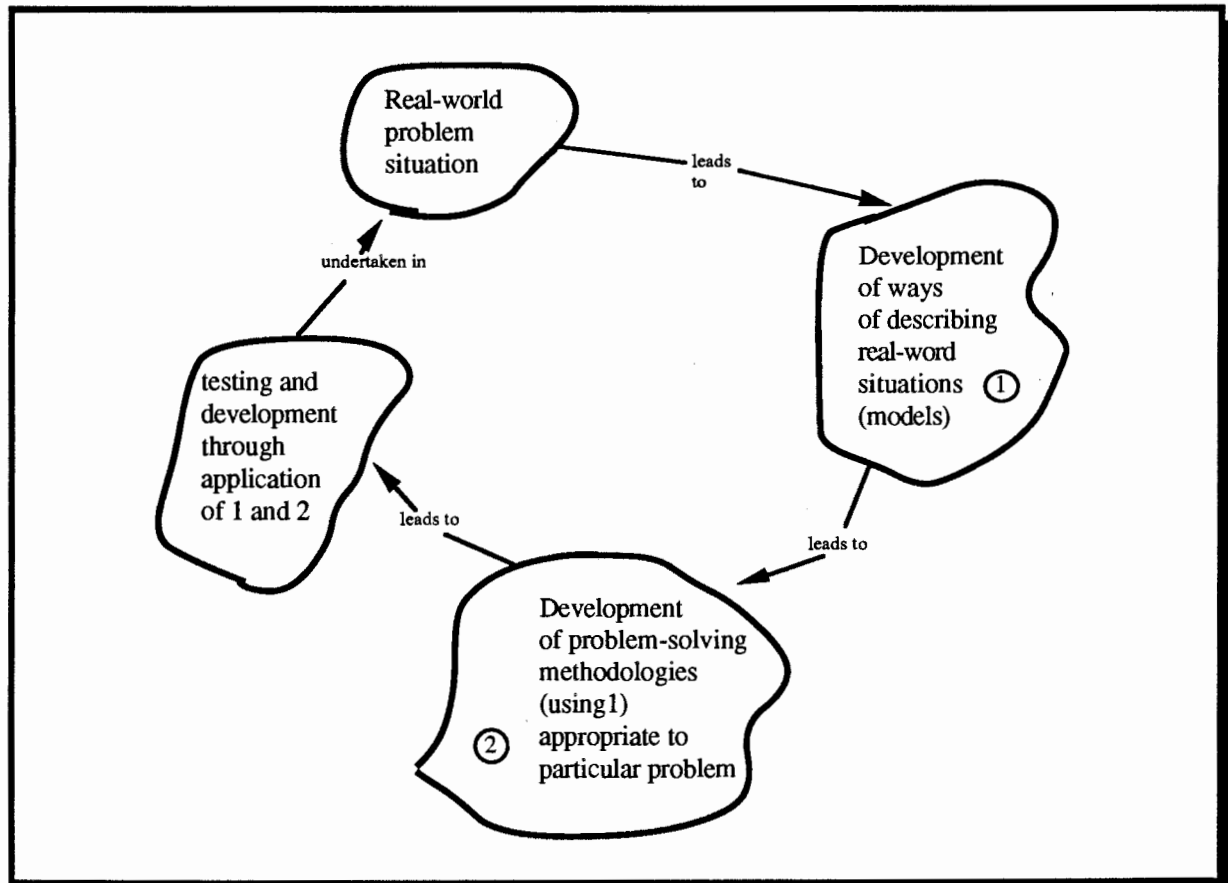 Real-world
problem
situation
leads
to
Development
of ways
of describing
real-word
situations
(models)
1
leads to
Development
of problem-solving
methodologies
(using1)
appropriate to
particular problem
2
leads to
testing and
development
through
application
of 1 and 2
undertaken in